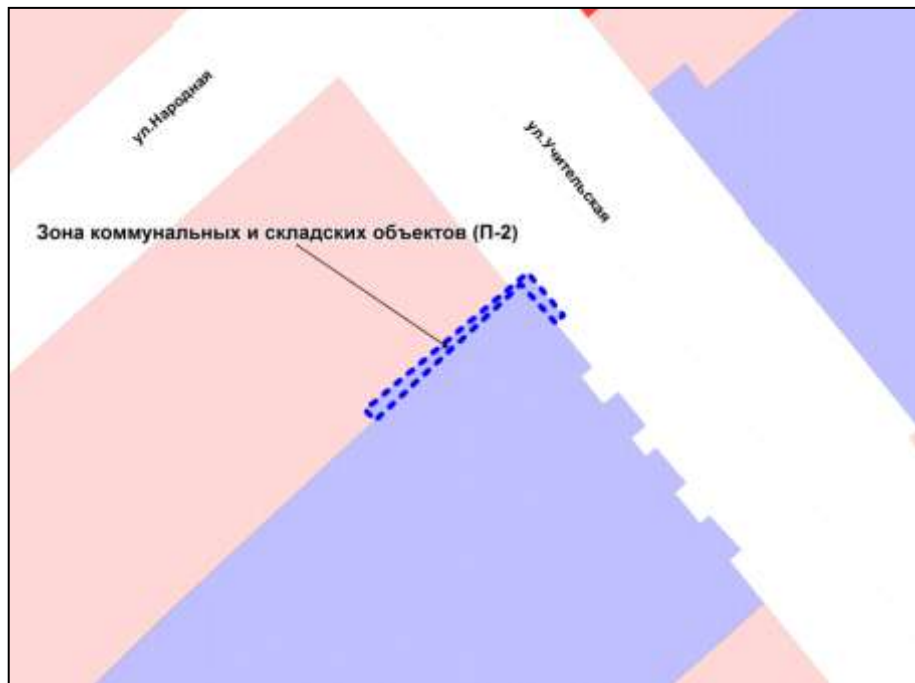 ул.Народная
ул.Учительская
Зона коммунальных и складских объектов (П-2)